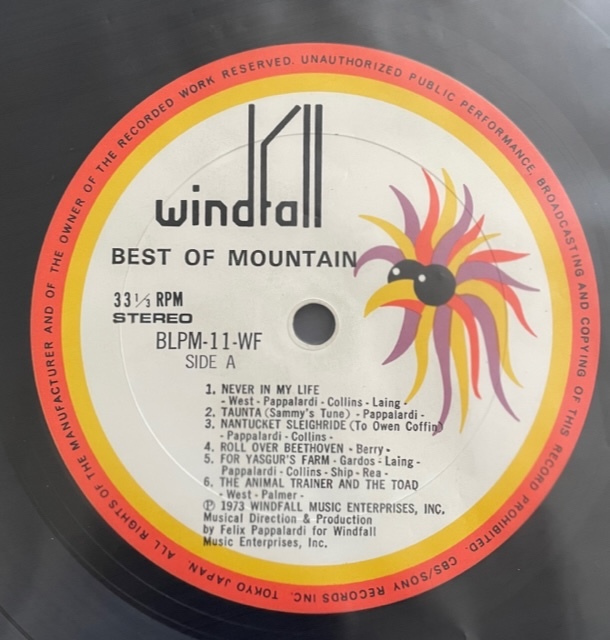 windfall
BEST OF MOUNTAIN
33⅓ RPM
STEREO
BLPM-11-WF
SIDE A
1. NEVER IN MY LIFE
- West - Pappalardi - Collins - Laing -
2. TAUNTA (Sammy's Tune) - Pappalardi -
3. NANTUCKET SLEIGHRIDE (To Owen Coffin)
- Pappalardi - Collins -
4. ROLL OVER BEETHOVEN - Berry -
5. FOR YASGUR'S FARM - Gardos - Laing -
Pappalardi - Collins - Ship - Rea -
6. THE ANIMAL TRAINER AND THE TOAD
- West - Palmer -
Ⓟ 1973 WINDFALL MUSIC ENTERPRISES, INC.
Musical Direction & Production
by Felix Pappalardi for Windfall
Music Enterprises, Inc.
ALL RIGHTS OF THE MANUFACTURER AND OF THE OWNER OF THE RECORDED WORK RESERVED. UNAUTHORIZED PUBLIC PERFORMANCE, BROADCASTING AND COPYING OF THIS RECORD PROHIBITED. CBS/SONY RECORDS INC. TOKYO JAPAN.